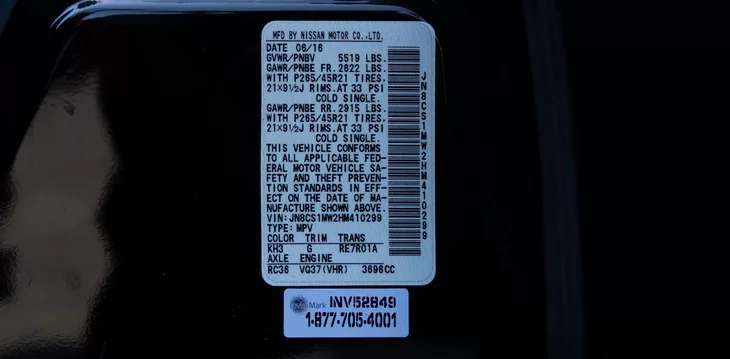 MFD BY NISSAN MOTOR CO.,LTD.
DATE 06/16
GVWR/PNBV 5519 LBS.
GAWR/PNBE FR. 2622 LBS.
WITH P265/45R21 TIRES,
21×9½J RIMS.AT 33 PSI
COLD SINGLE.
GAWR/PNBE RR. 2915 LBS.
WITH P265/45R21 TIRES,
21×9½J RIMS.AT 33 PSI
COLD SINGLE.
THIS VEHICLE CONFORMS
TO ALL APPLICABLE FED-
ERAL MOTOR VEHICLE SA-
FETY AND THEFT PREVEN-
TION STANDARDS IN EFF-
ECT ON THE DATE OF MA-
NUFACTURE SHOWN ABOVE.
VIN:JN8CS1MW2HM410299
TYPE:MPV
COLOR TRIM TRANS
KH3 G RE7R01A
AXLE ENGINE
RC36 VQ37(VHR) 3696CC
JN8CS1MW2HM410299
Mark INV52849
1-877-705-4001